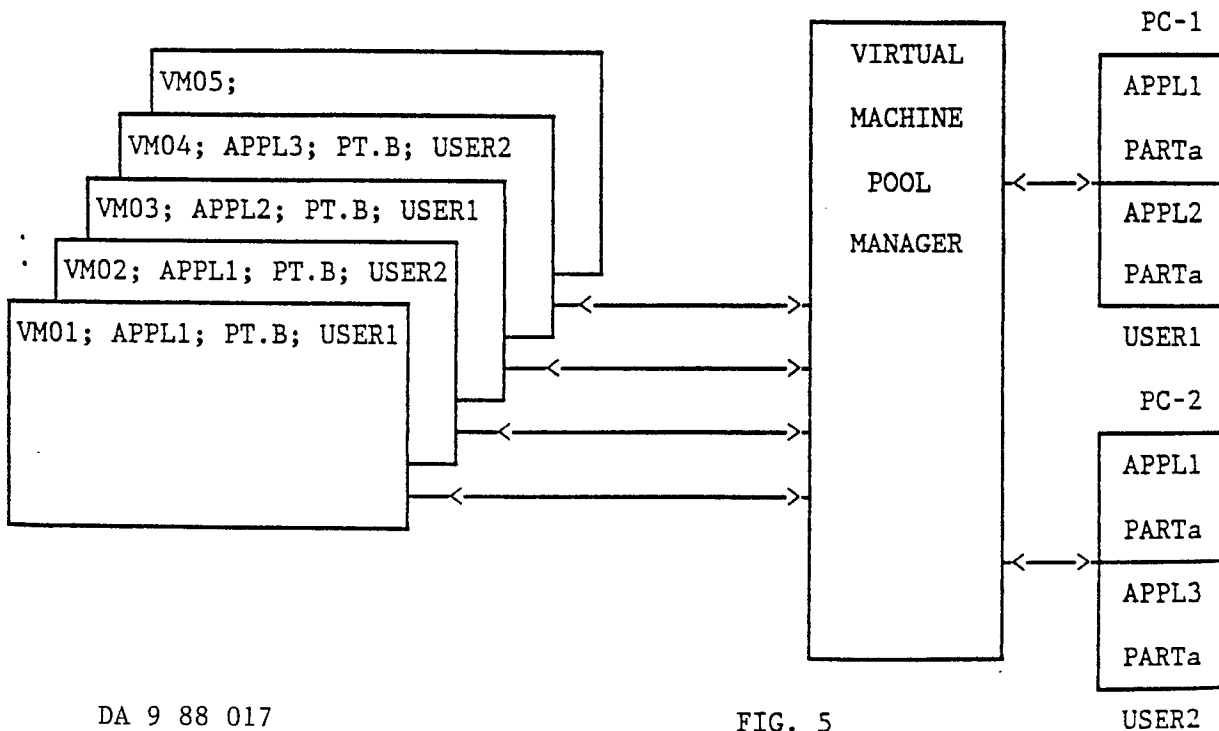 VM05;
VM04; APPL3; PT.B; USER2
VM03; APPL2; PT.B; USER1
VM02; APPL1; PT.B; USER2
VM01; APPL1; PT.B; USER1
VIRTUAL
MACHINE
POOL
MANAGER
PC-1
APPL1
PARTa
APPL2
PARTa
USER1
PC-2
APPL1
PARTa
APPL3
PARTa
USER2
DA 9 88 017
FIG. 5